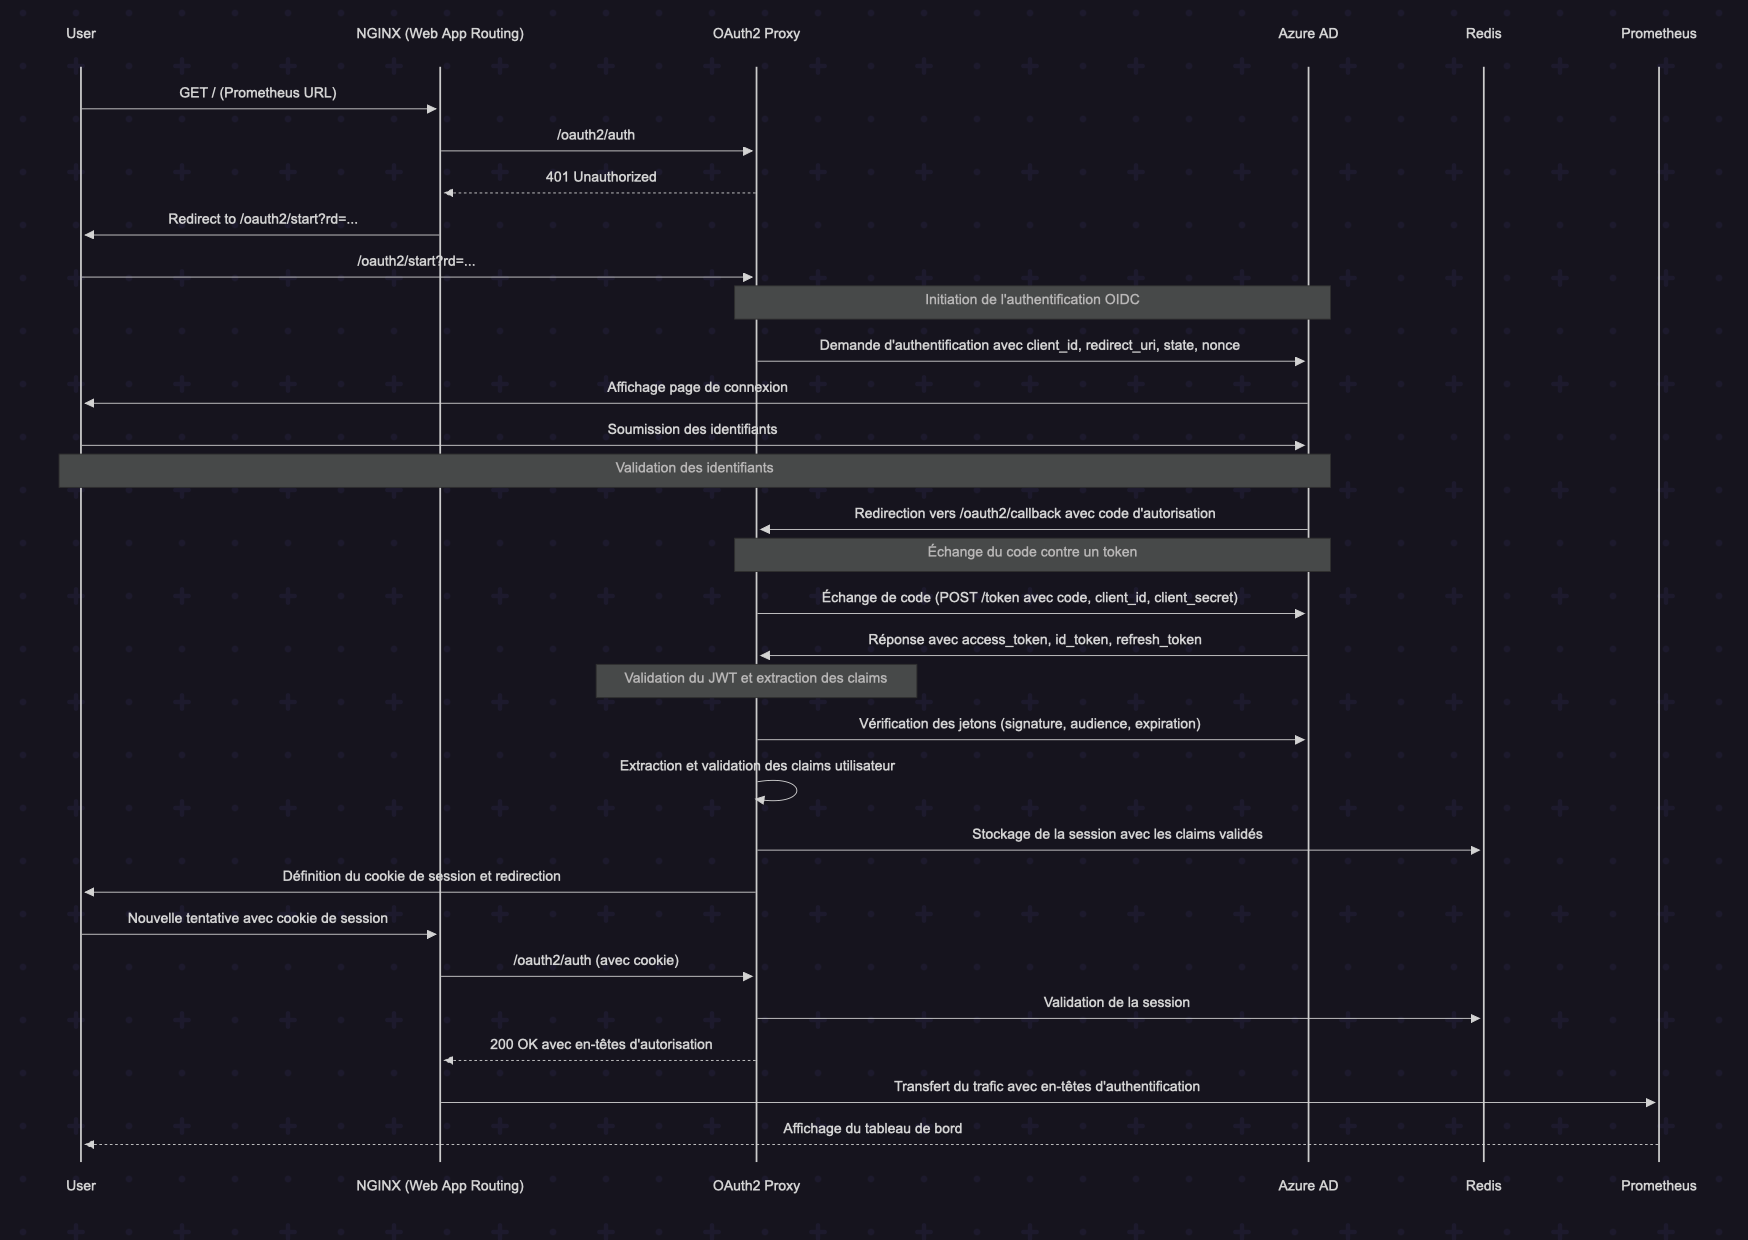 User
NGINX (Web App Routing)
OAuth2 Proxy
Azure AD
Redis
Prometheus
GET / (Prometheus URL)
/oauth2/auth
401 Unauthorized
Redirect to /oauth2/start?rd=...
/oauth2/start?rd=...
Initiation de l'authentification OIDC
Demande d'authentification avec client_id, redirect_uri, state, nonce
Affichage page de connexion
Soumission des identifiants
Validation des identifiants
Redirection vers /oauth2/callback avec code d'autorisation
Échange du code contre un token
Échange de code (POST /token avec code, client_id, client_secret)
Réponse avec access_token, id_token, refresh_token
Validation du JWT et extraction des claims
Vérification des jetons (signature, audience, expiration)
Extraction et validation des claims utilisateur
Stockage de la session avec les claims validés
Définition du cookie de session et redirection
Nouvelle tentative avec cookie de session
/oauth2/auth (avec cookie)
Validation de la session
200 OK avec en-têtes d'autorisation
Transfert du trafic avec en-têtes d'authentification
Affichage du tableau de bord
User
NGINX (Web App Routing)
OAuth2 Proxy
Azure AD
Redis
Prometheus